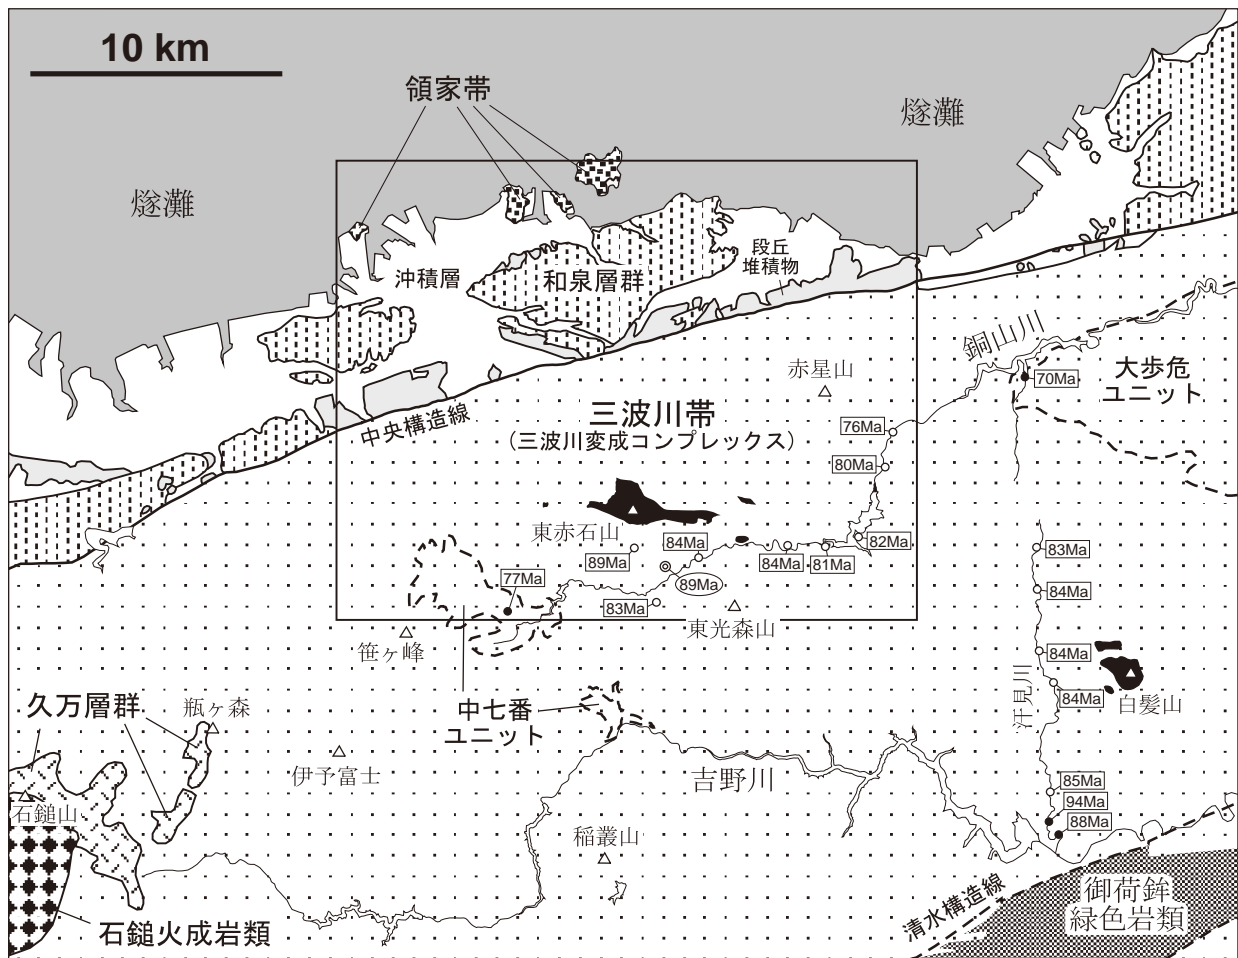 10 km
領家帯
燧灘
燧灘
沖積層
和泉層群
段丘
堆積物
赤星山
銅山川
大歩危
ユニット
70Ma
中央構造線
三波川帯
（三波川変成コンプレックス）
76Ma
80Ma
東赤石山
82Ma
89Ma
84Ma
84Ma
81Ma
89Ma
77Ma
83Ma
東光森山
83Ma
84Ma
笹ヶ峰
84Ma
84Ma
汗見川
白髪山
久万層群
瓶ヶ森
中七番
ユニット
伊予富士
吉野川
石鎚山
85Ma
94Ma
88Ma
稲叢山
石鎚火成岩類
清水構造線
御荷鉾
緑色岩類